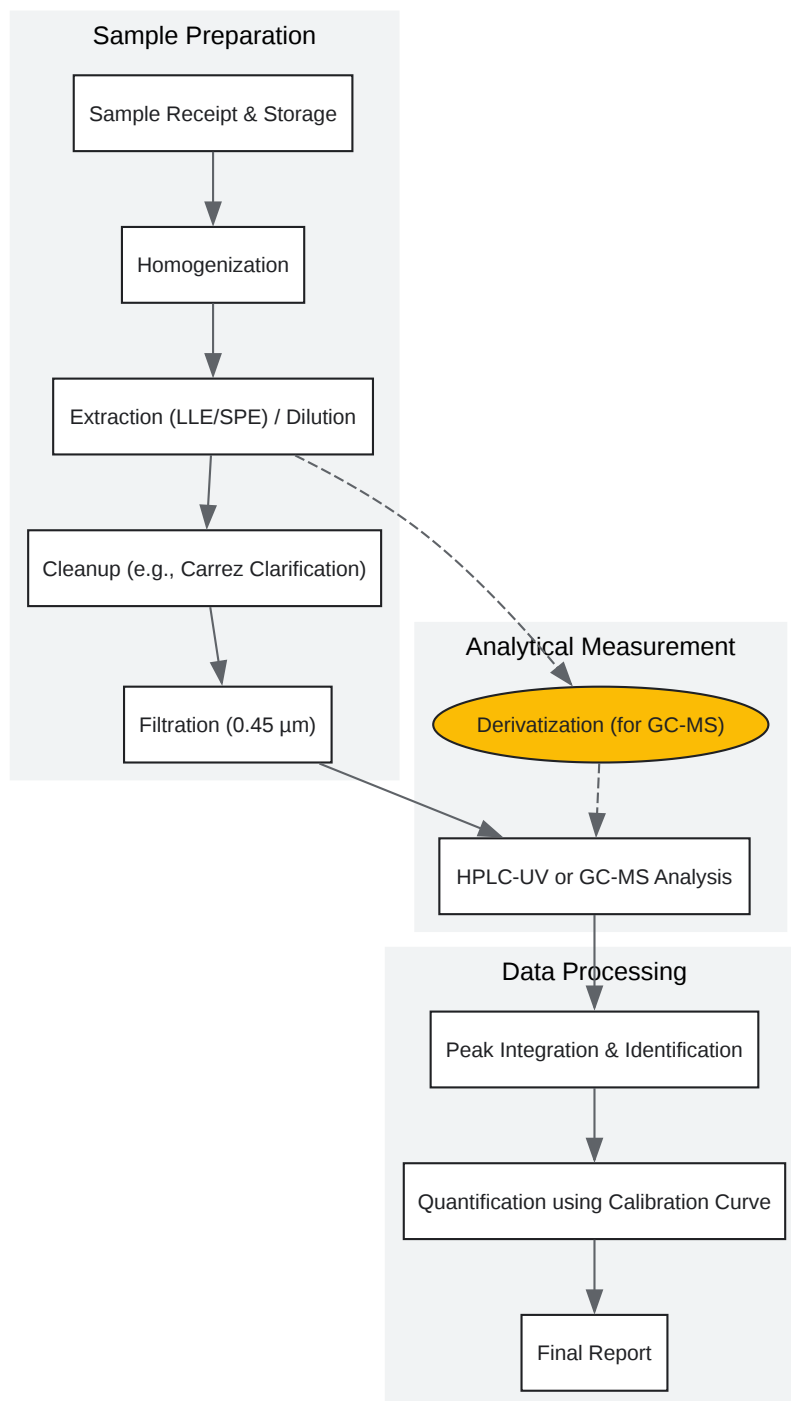 Sample Preparation
Sample Receipt & Storage
Homogenization
Extraction (LLE/SPE) / Dilution
Cleanup (e.g., Carrez Clarification)
Filtration (0.45 µm)
Analytical Measurement
Derivatization (for GC-MS)
HPLC-UV or GC-MS Analysis
Data Processing
Peak Integration & Identification
Quantification using Calibration Curve
Final Report